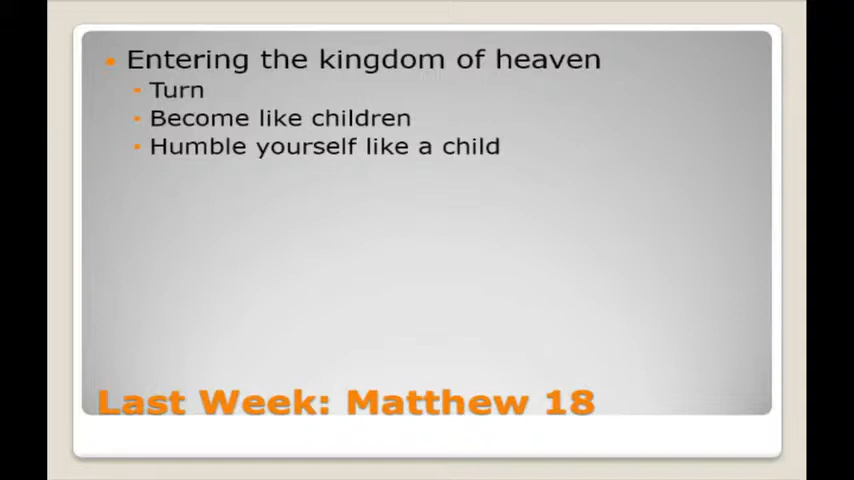 Entering the kingdom of heaven
Turn
Become like children
Humble yourself like a child
Last Week: Matthew 18